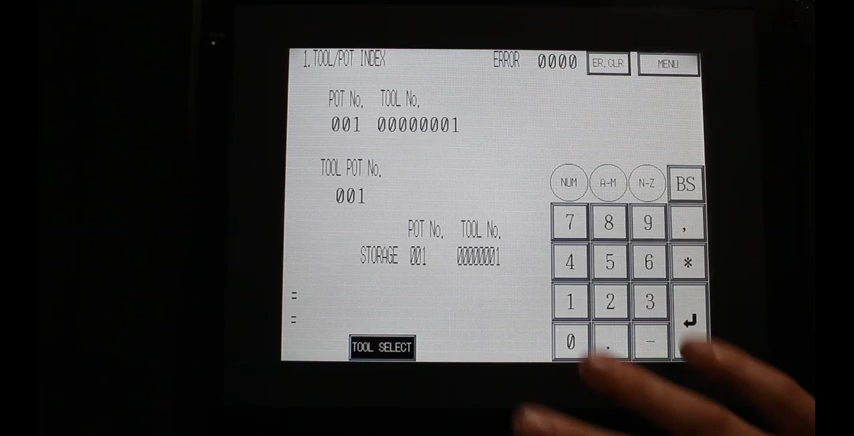 1.TOOL/POT INDEX ERROR 0000 ER.CLR MENU
POT No. TOOL No.
001 00000001
TOOL POT No.
001
POT No. TOOL No.
STORAGE 001 00000001
=
=
TOOL SELECT
NUM A-M N-Z BS
7 8 9 ,
4 5 6 *
1 2 3 ↵
0 . -